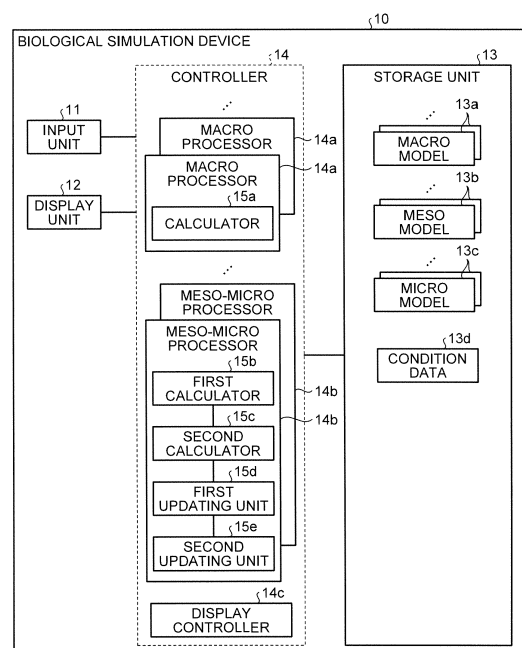 10
BIOLOGICAL SIMULATION DEVICE
14
CONTROLLER
13
STORAGE UNIT
11
INPUT
UNIT
12
DISPLAY
UNIT
...
MACRO
PROCESSOR
14a
MACRO
PROCESSOR
14a
15a
CALCULATOR
...
MESO-MICRO
PROCESSOR
MESO-MICRO
PROCESSOR
15b
FIRST
CALCULATOR
14b
15c
14b
SECOND
CALCULATOR
15d
FIRST
UPDATING UNIT
15e
SECOND
UPDATING UNIT
14c
DISPLAY
CONTROLLER
...
13a
MACRO
MODEL
...
13b
MESO
MODEL
...
13c
MICRO
MODEL
13d
CONDITION
DATA